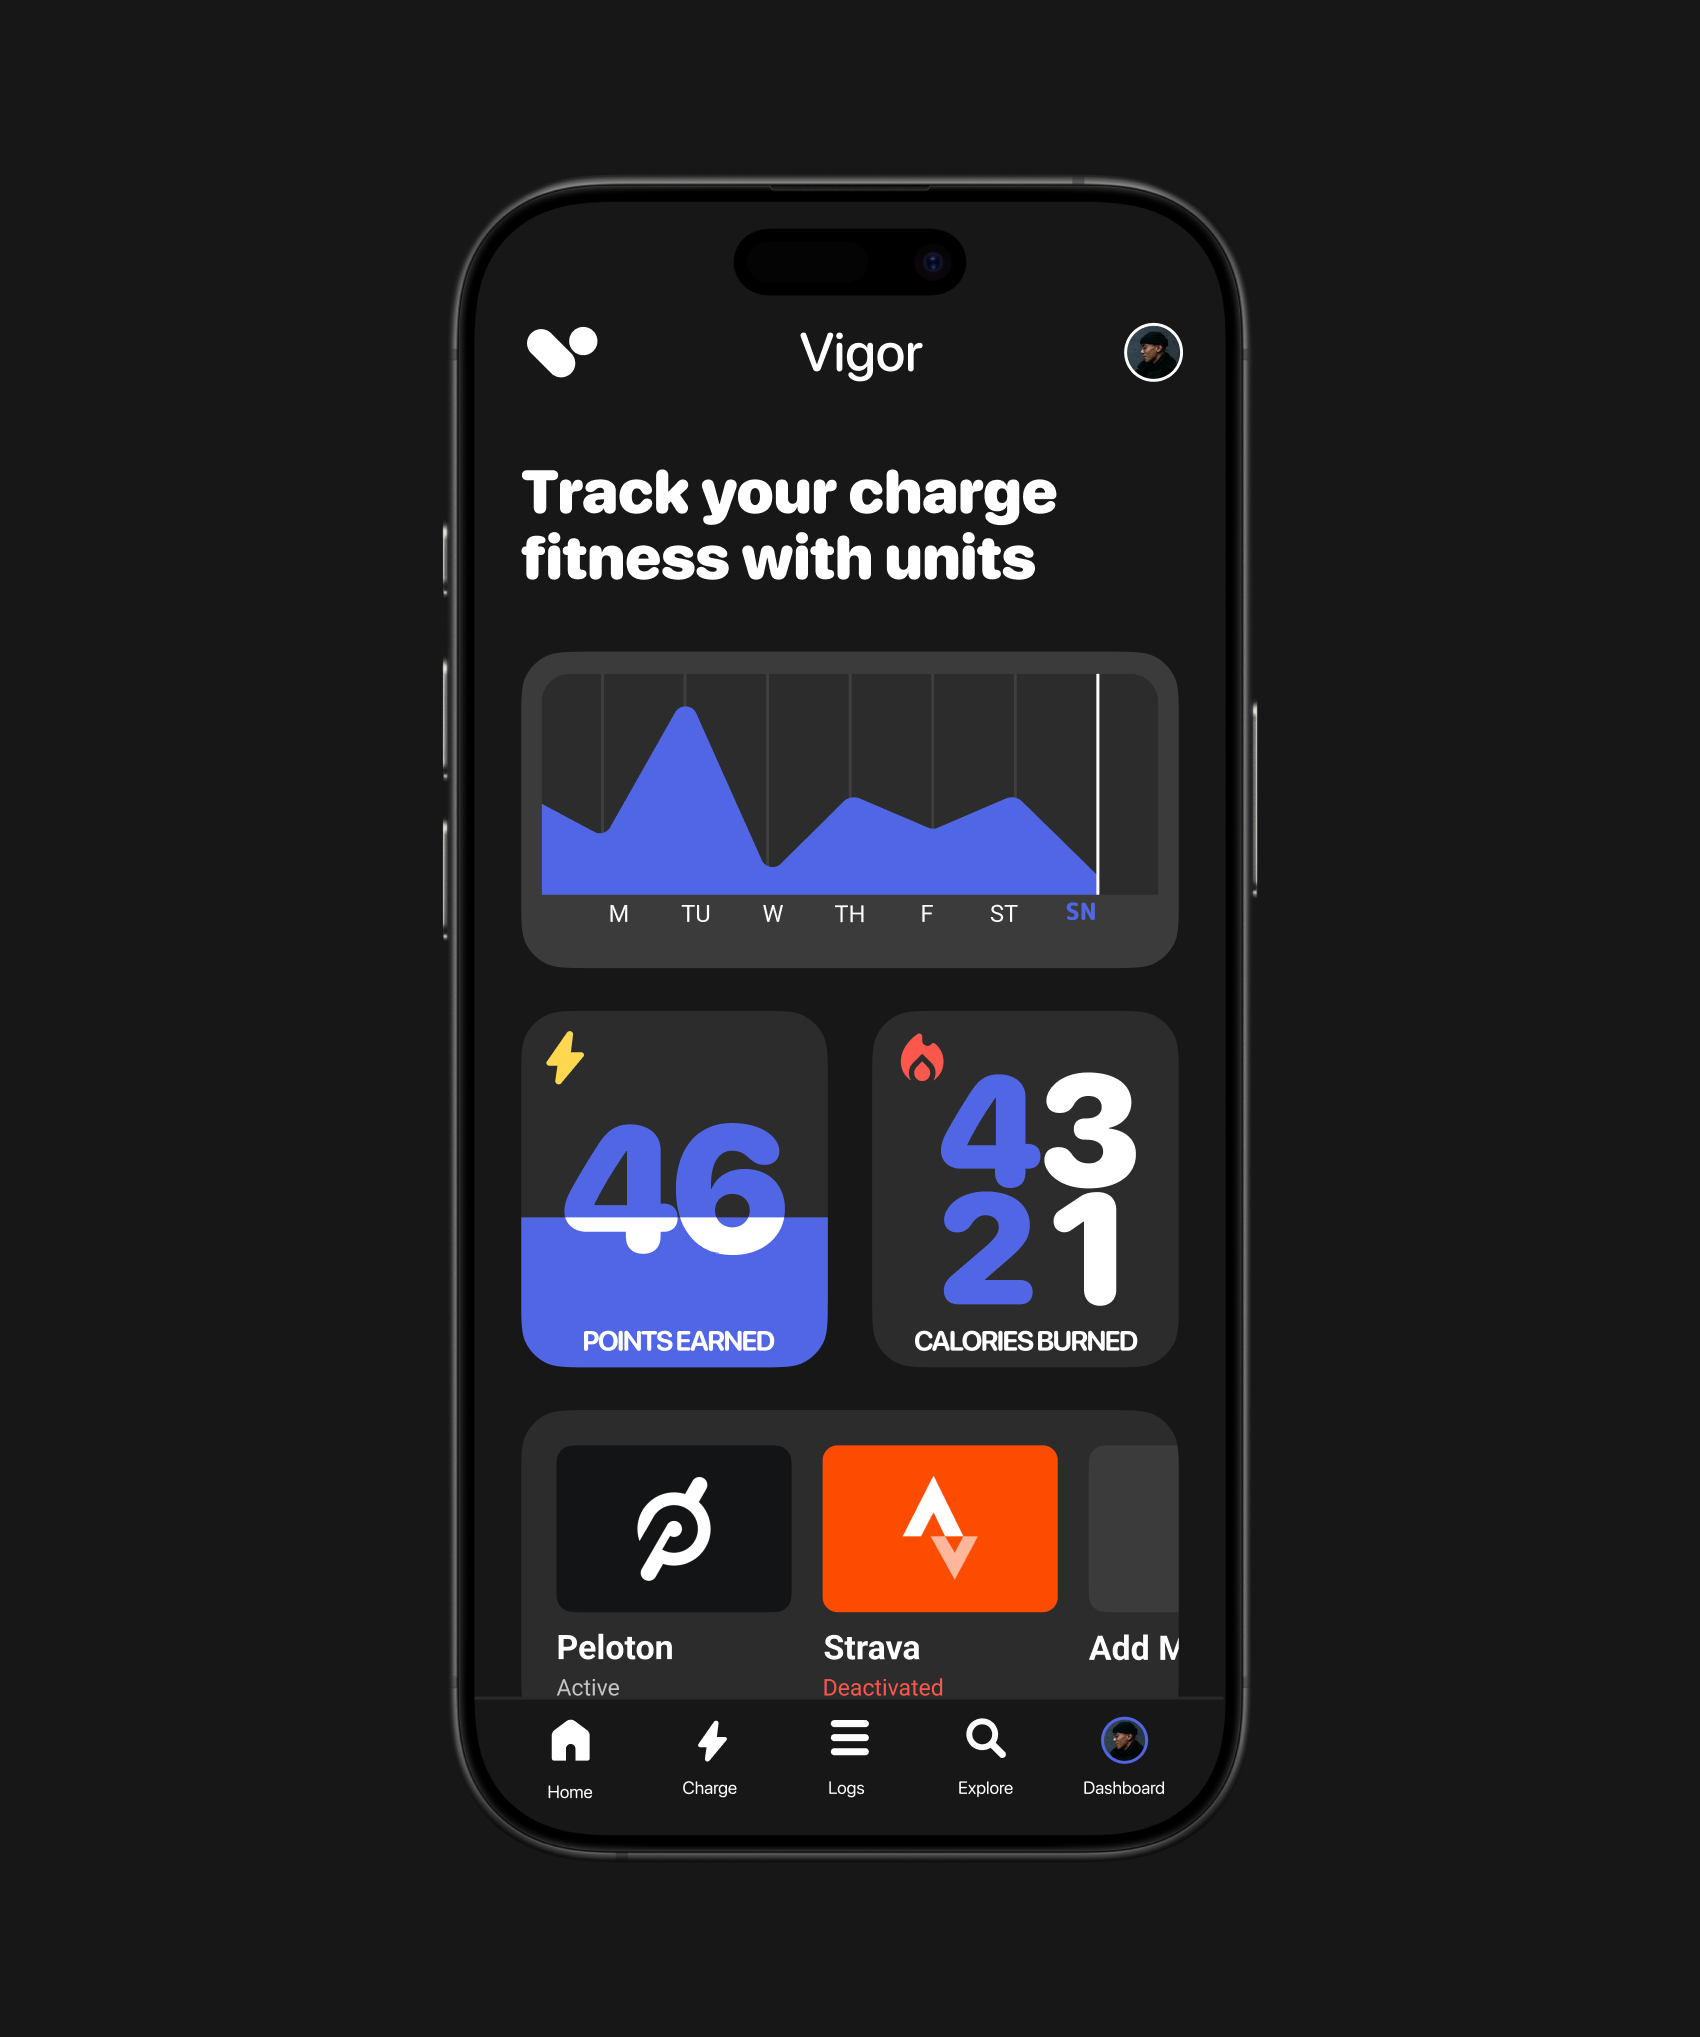 Vigor
Track your charge
fitness with units
M TU W TH F ST SN
46
POINTS EARNED
43
21
CALORIES BURNED
Peloton
Active
Strava
Deactivated
Add M
Home
Charge
Logs
Explore
Dashboard